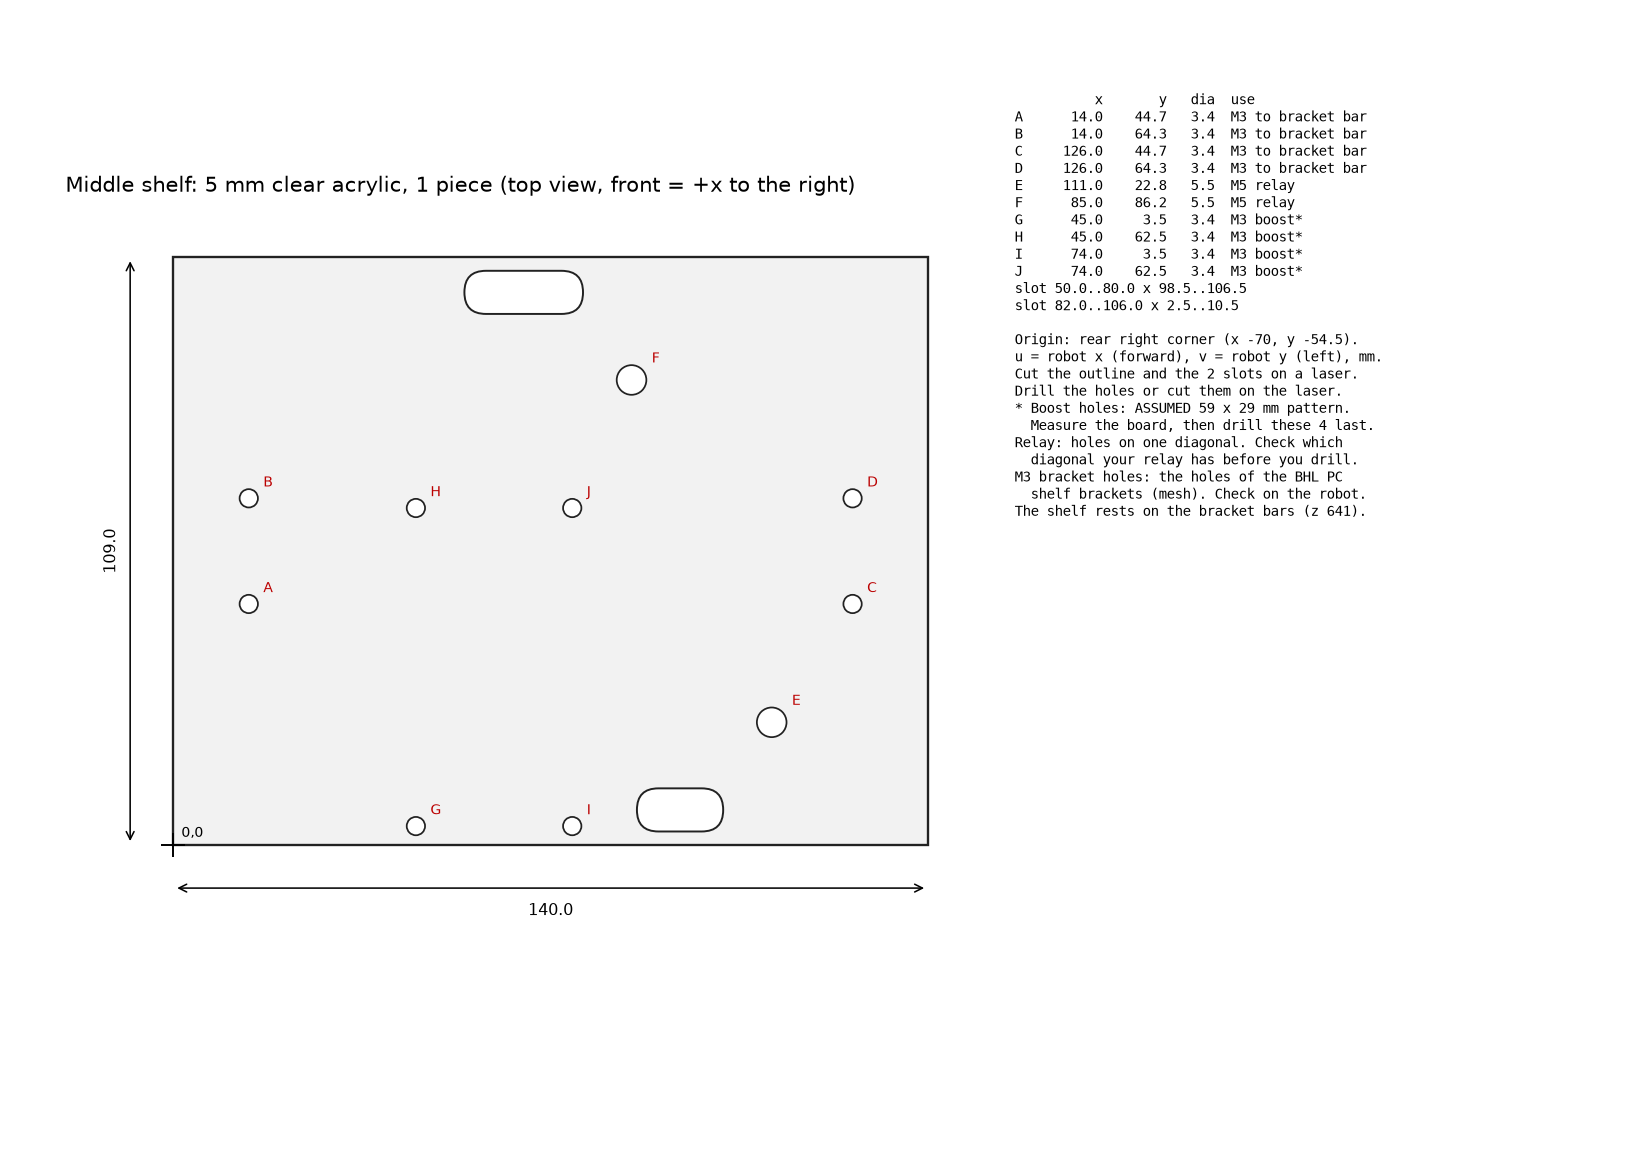 Middle shelf: 5 mm clear acrylic, 1 piece (top view, front = +x to the right)
F
B
H
J
D
A
C
E
G
I
0,0
109.0
140.0
x y dia use
A 14.0 44.7 3.4 M3 to bracket bar
B 14.0 64.3 3.4 M3 to bracket bar
C 126.0 44.7 3.4 M3 to bracket bar
D 126.0 64.3 3.4 M3 to bracket bar
E 111.0 22.8 5.5 M5 relay
F 85.0 86.2 5.5 M5 relay
G 45.0 3.5 3.4 M3 boost*
H 45.0 62.5 3.4 M3 boost*
I 74.0 3.5 3.4 M3 boost*
J 74.0 62.5 3.4 M3 boost*
slot 50.0..80.0 x 98.5..106.5
slot 82.0..106.0 x 2.5..10.5
Origin: rear right corner (x -70, y -54.5).
u = robot x (forward), v = robot y (left), mm.
Cut the outline and the 2 slots on a laser.
Drill the holes or cut them on the laser.
* Boost holes: ASSUMED 59 x 29 mm pattern.
Measure the board, then drill these 4 last.
Relay: holes on one diagonal. Check which
diagonal your relay has before you drill.
M3 bracket holes: the holes of the BHL PC
shelf brackets (mesh). Check on the robot.
The shelf rests on the bracket bars (z 641).